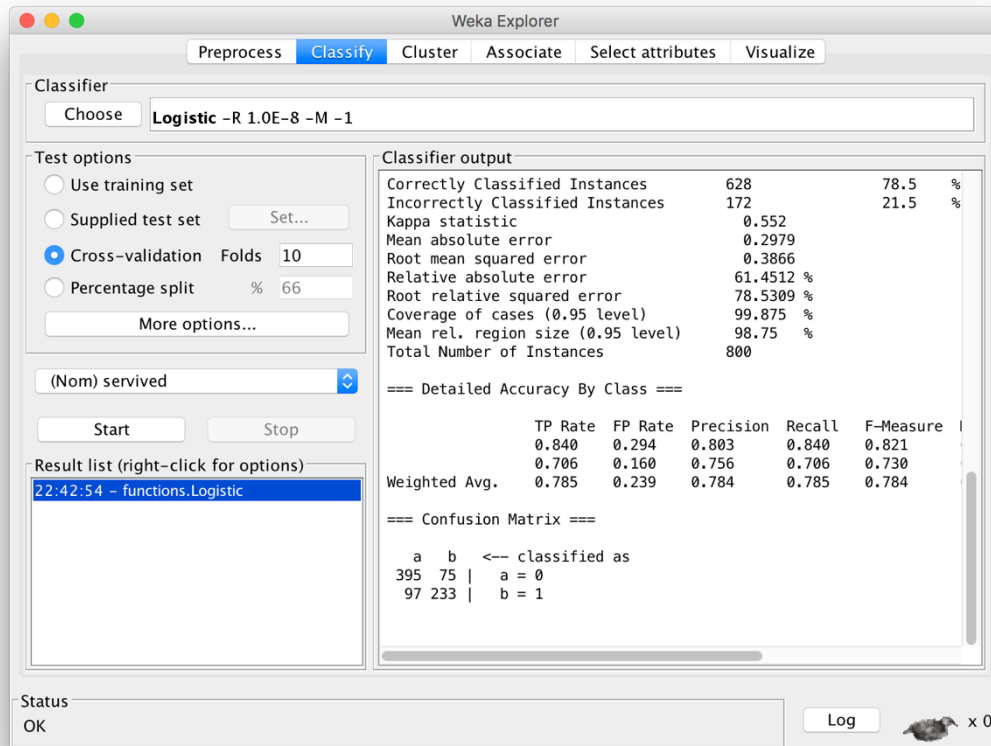 Weka Explorer
Preprocess Classify Cluster Associate Select attributes Visualize
Classifier
Choose Logistic -R 1.0E-8 -M -1
Test options
Use training set
Supplied test set Set...
Cross-validation Folds 10
Percentage split % 66
More options...
(Nom) servived
Start Stop
Result list (right-click for options)
22:42:54 - functions.Logistic
Classifier output
Correctly Classified Instances 628 78.5 %
Incorrectly Classified Instances 172 21.5 %
Kappa statistic 0.552
Mean absolute error 0.2979
Root mean squared error 0.3866
Relative absolute error 61.4512 %
Root relative squared error 78.5309 %
Coverage of cases (0.95 level) 99.875 %
Mean rel. region size (0.95 level) 98.75 %
Total Number of Instances 800
=== Detailed Accuracy By Class ===
TP Rate FP Rate Precision Recall F-Measure
0.840 0.294 0.803 0.840 0.821
0.706 0.160 0.756 0.706 0.730
Weighted Avg. 0.785 0.239 0.784 0.785 0.784
=== Confusion Matrix ===
a b <-- classified as
395 75 | a = 0
97 233 | b = 1
Status
OK
Log x 0